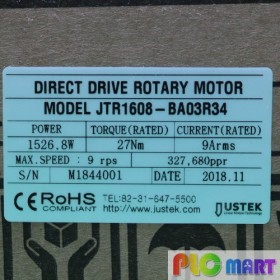 DIRECT DRIVE ROTARY MOTOR
MODEL JTR1608-BA03R34
POWER TORQUE(RATED) CURRENT(RATED)
1526.8W 27Nm 9Arms
MAX.SPEED: 9 rps 327,680ppr
S/N M1844001 DATE 2018.11
CE RoHS COMPLIANT
TEL:82-31-647-5500
http://www.justek.com
JUSTEK
PLC mart